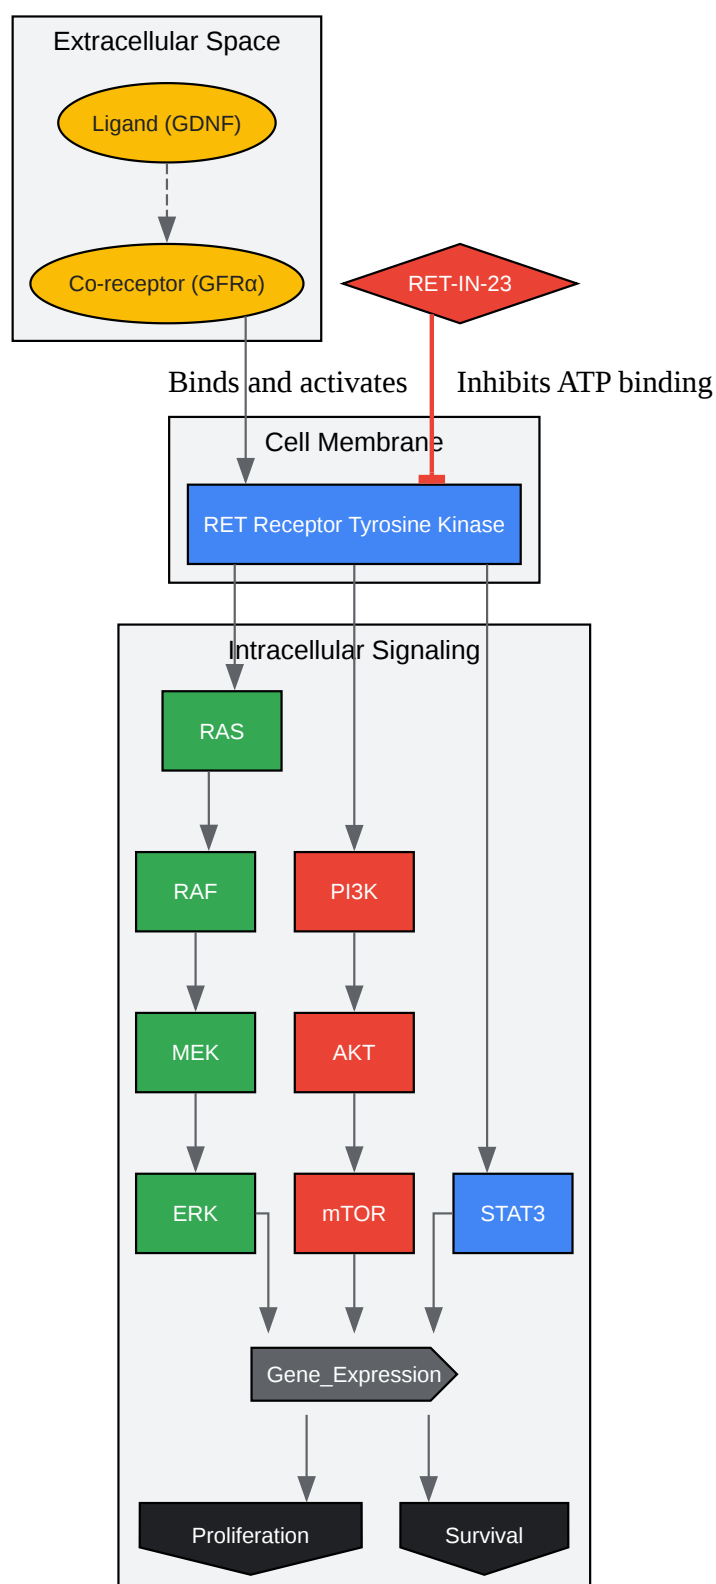 Extracellular Space
Ligand (GDNF)
Co-receptor (GFRα)
RET-IN-23
Binds and activates
Inhibits ATP binding
Cell Membrane
RET Receptor Tyrosine Kinase
Intracellular Signaling
RAS
RAF
PI3K
MEK
AKT
ERK
mTOR
STAT3
Gene_Expression
Proliferation
Survival